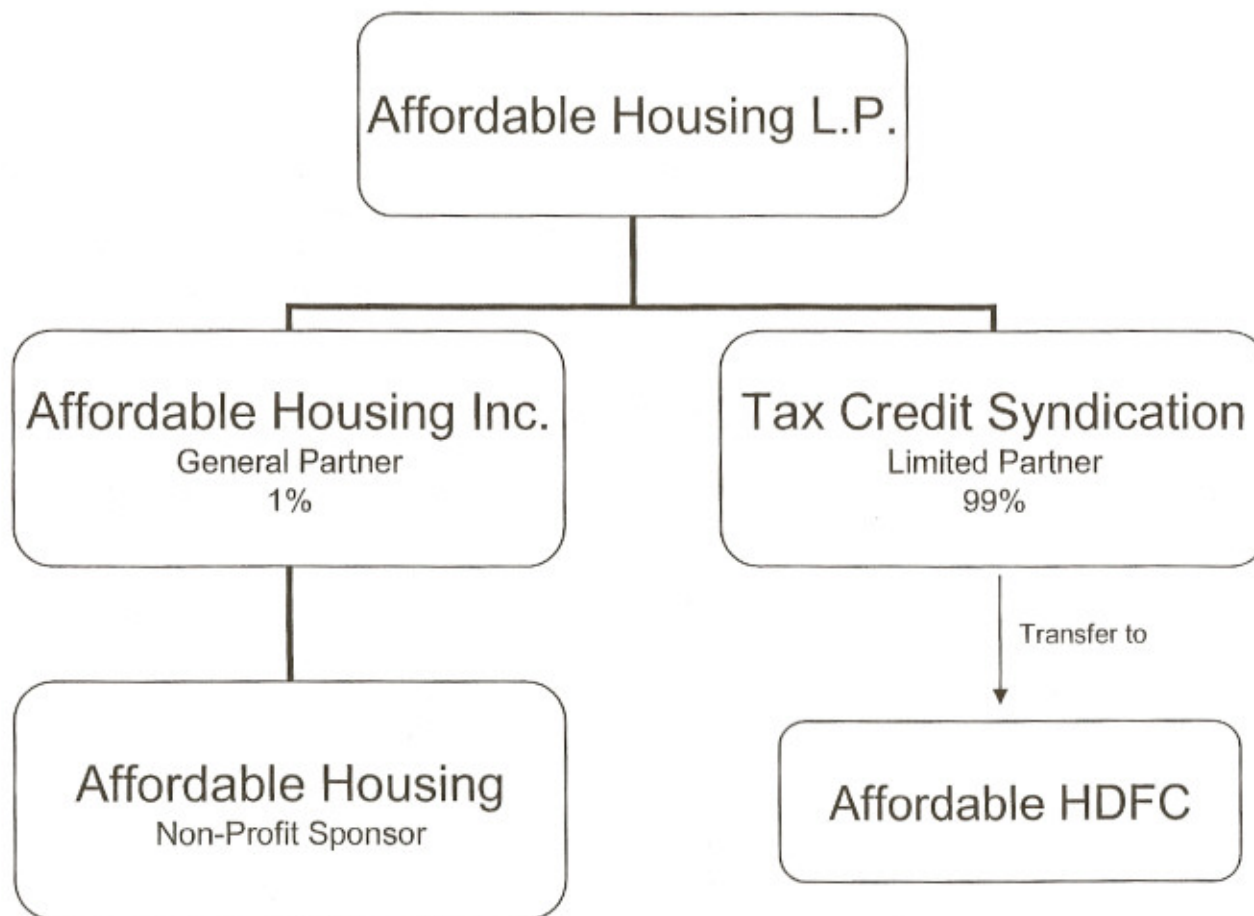 Affordable Housing L.P.
Affordable Housing Inc.
General Partner
1%
Tax Credit Syndication
Limited Partner
99%
Transfer to
Affordable Housing
Non-Profit Sponsor
Affordable HDFC